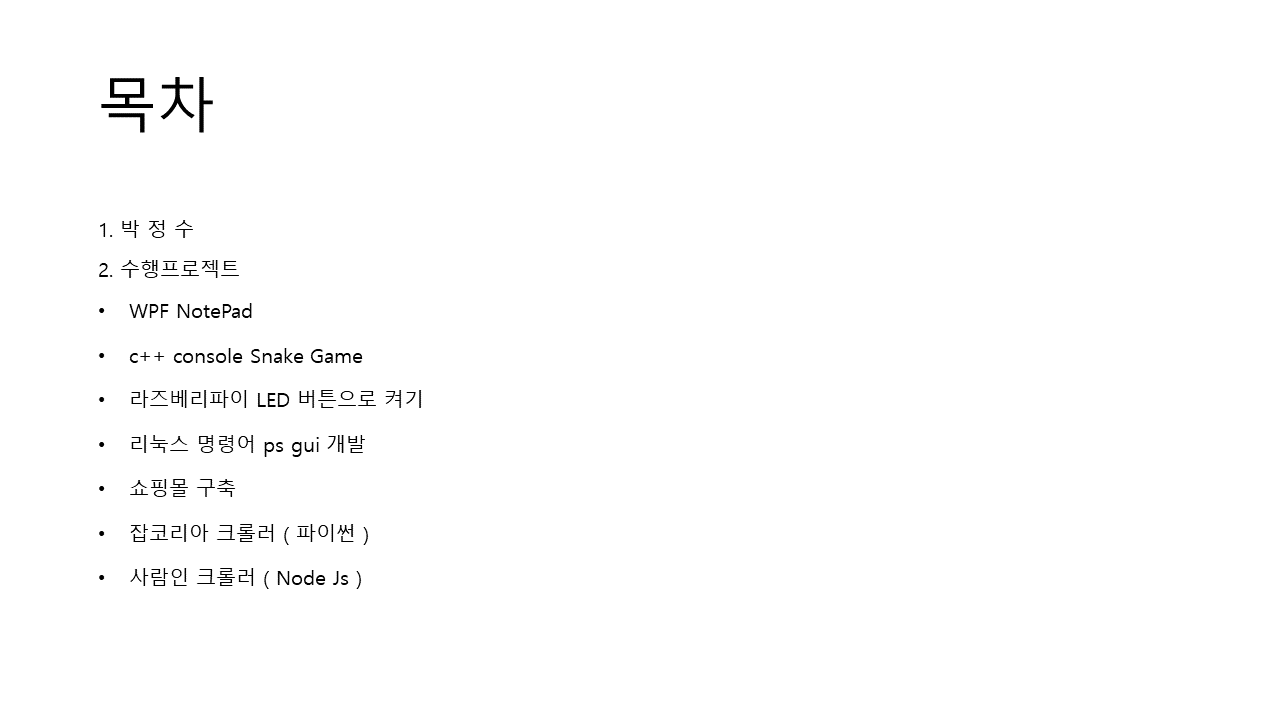 목차
1. 박 정 수
2. 수행프로젝트
• WPF NotePad
• c++ console Snake Game
• 라즈베리파이 LED 버튼으로 켜기
• 리눅스 명령어 ps gui 개발
• 쇼핑몰 구축
• 잡코리아 크롤러 ( 파이썬 )
• 사람인 크롤러 ( Node Js )